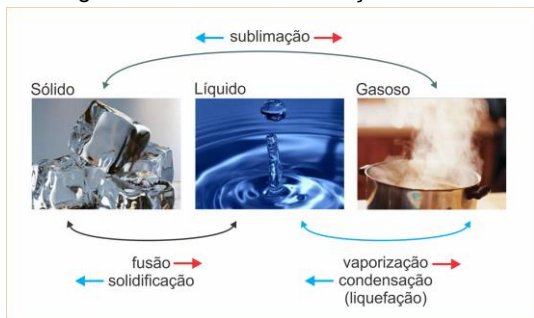 sublimação
Sólido
Líquido
Gasoso
fusão
solidificação
vaporização
condensação
(liquefação)